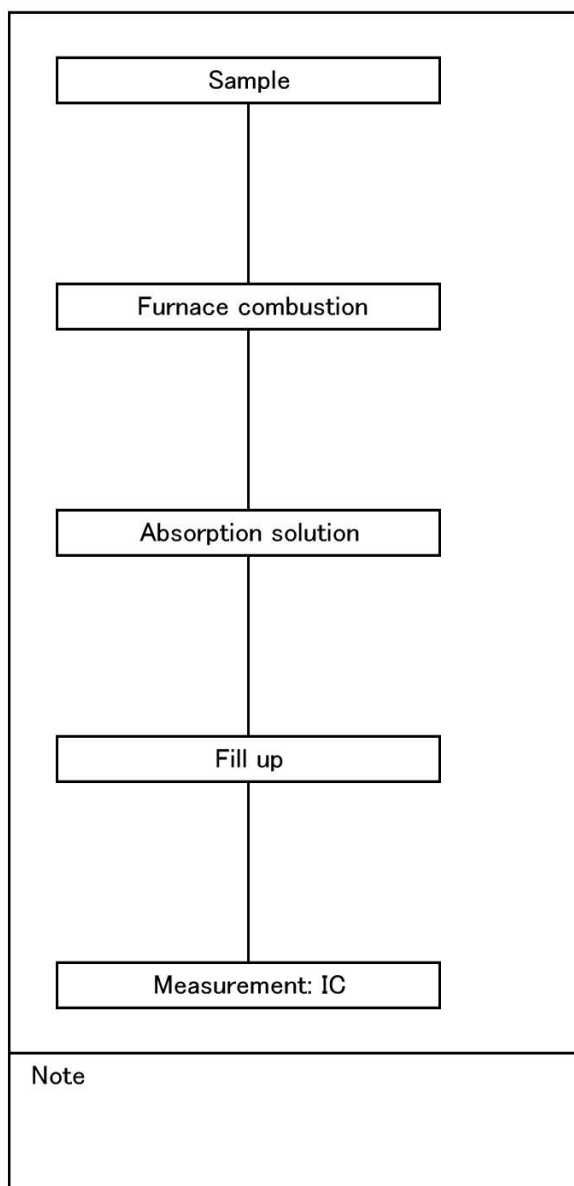 Sample
Furnace combustion
Absorption solution
Fill up
Measurement: IC
Note